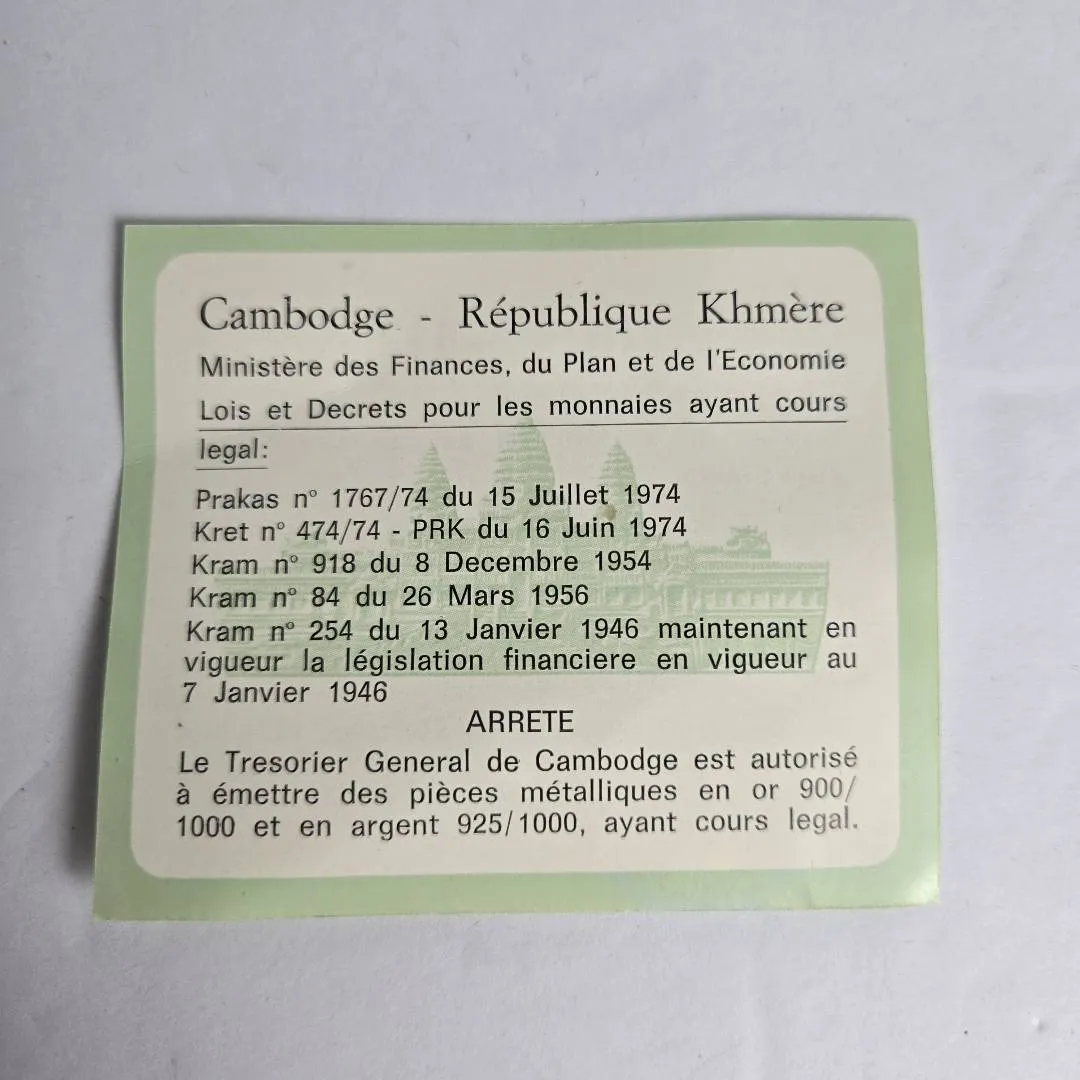 Cambodge - République Khmère
Ministère des Finances, du Plan et de l'Economie
Lois et Decrets pour les monnaies ayant cours
legal:
Prakas n° 1767/74 du 15 Juillet 1974
Kret n° 474/74 - PRK du 16 Juin 1974
Kram n° 918 du 8 Decembre 1954
Kram n° 84 du 26 Mars 1956
Kram n° 254 du 13 Janvier 1946 maintenant en
vigueur la législation financiere en vigueur au
7 Janvier 1946
ARRETE
Le Tresorier General de Cambodge est autorisé
à émettre des pièces métalliques en or 900/
1000 et en argent 925/1000, ayant cours legal.